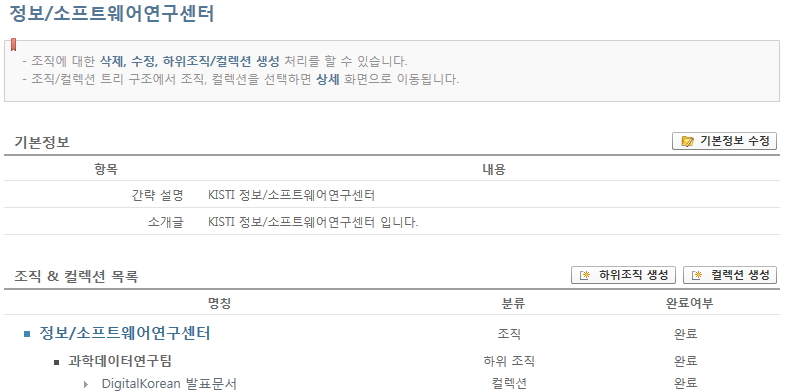 정보/소프트웨어연구센터
- 조직에 대한 삭제, 수정, 하위조직/컬렉션 생성 처리를 할 수 있습니다.
- 조직/컬렉션 트리 구조에서 조직, 컬렉션을 선택하면 상세 화면으로 이동됩니다.
기본정보 기본정보 수정
항목 내용
간략 설명 KISTI 정보/소프트웨어연구센터
소개글 KISTI 정보/소프트웨어연구센터 입니다.
조직 & 컬렉션 목록 하위조직 생성 컬렉션 생성
명칭 분류 완료여부
정보/소프트웨어연구센터 조직 완료
과학데이터연구팀 하위 조직 완료
DigitalKorean 발표문서 컬렉션 완료